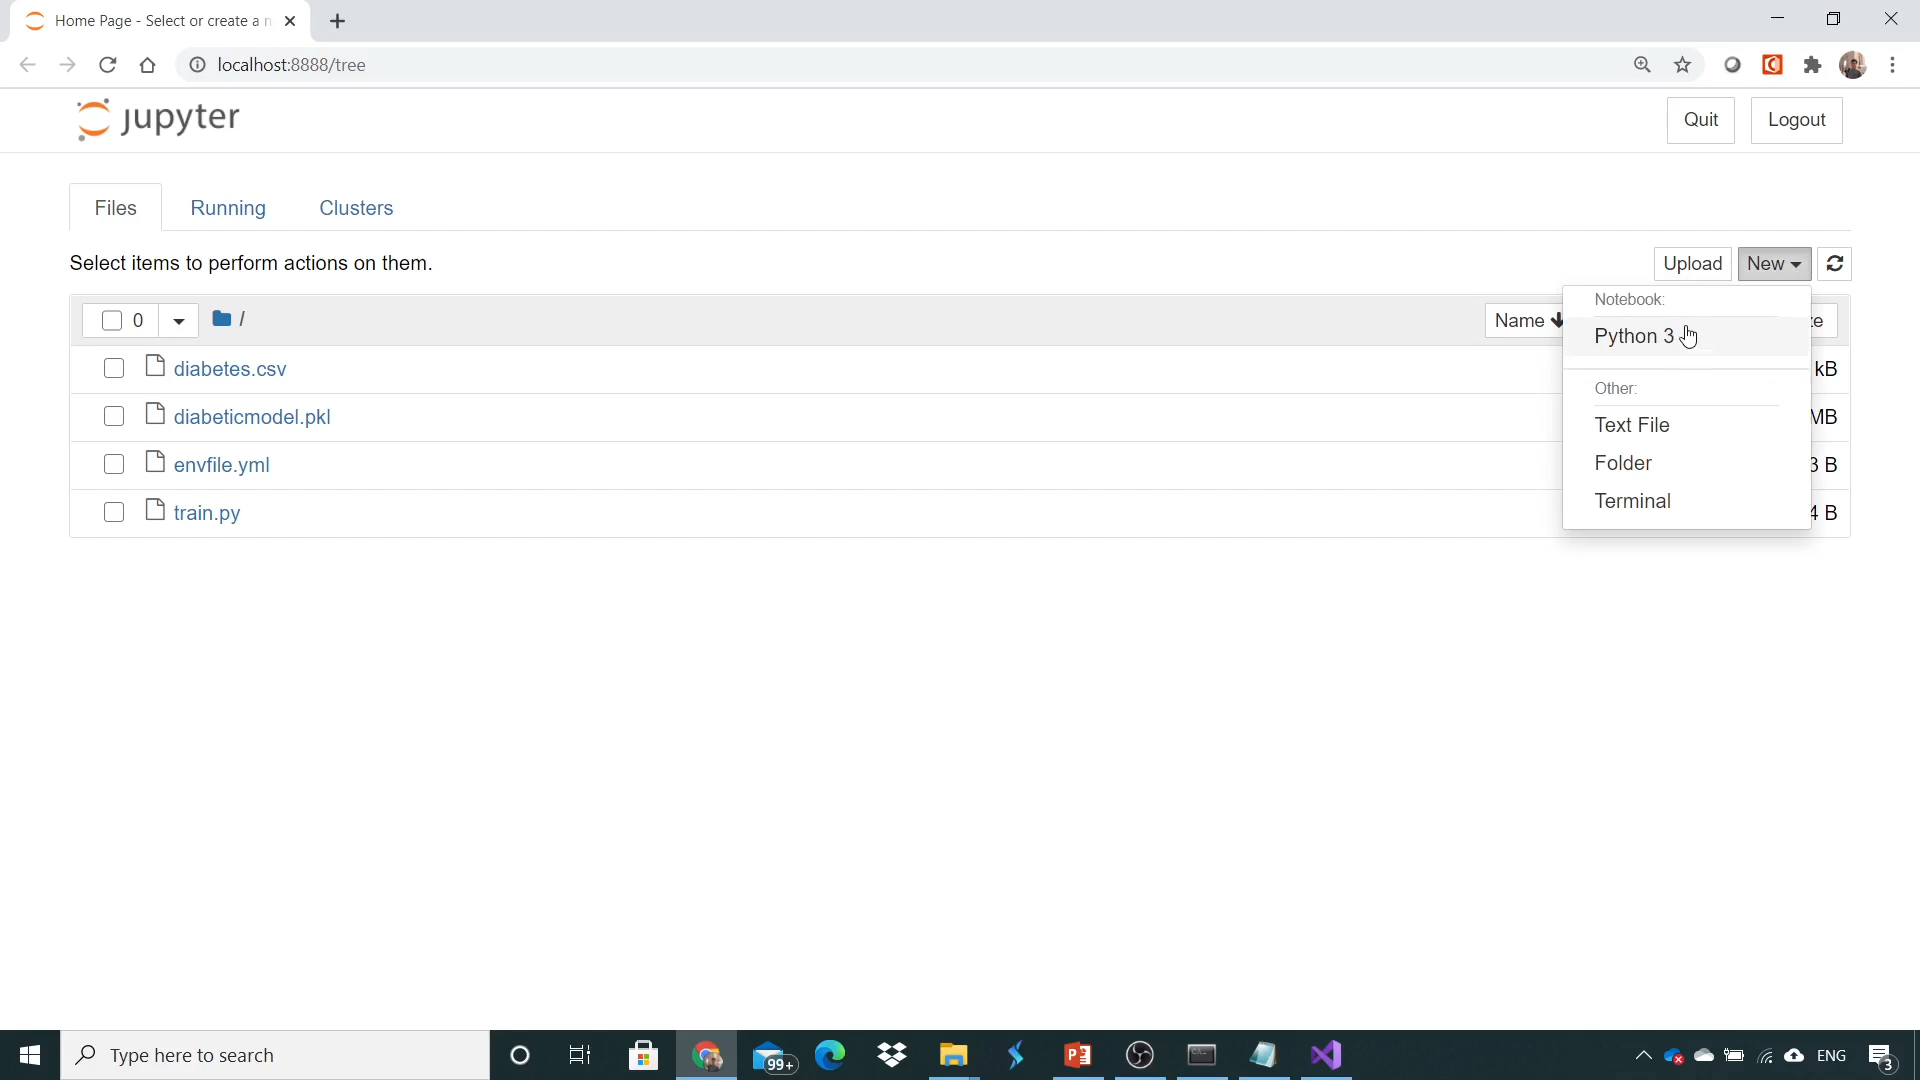 Home Page - Select or create a n
localhost:8888/tree
jupyter
Quit
Logout
Files
Running
Clusters
Select items to perform actions on them.
Upload
New
0
/
Name
ze
Notebook:
Python 3
Other:
Text File
Folder
Terminal
diabetes.csv
kB
diabeticmodel.pkl
MB
envfile.yml
3 B
train.py
4 B
Type here to search
99+
ENG
3